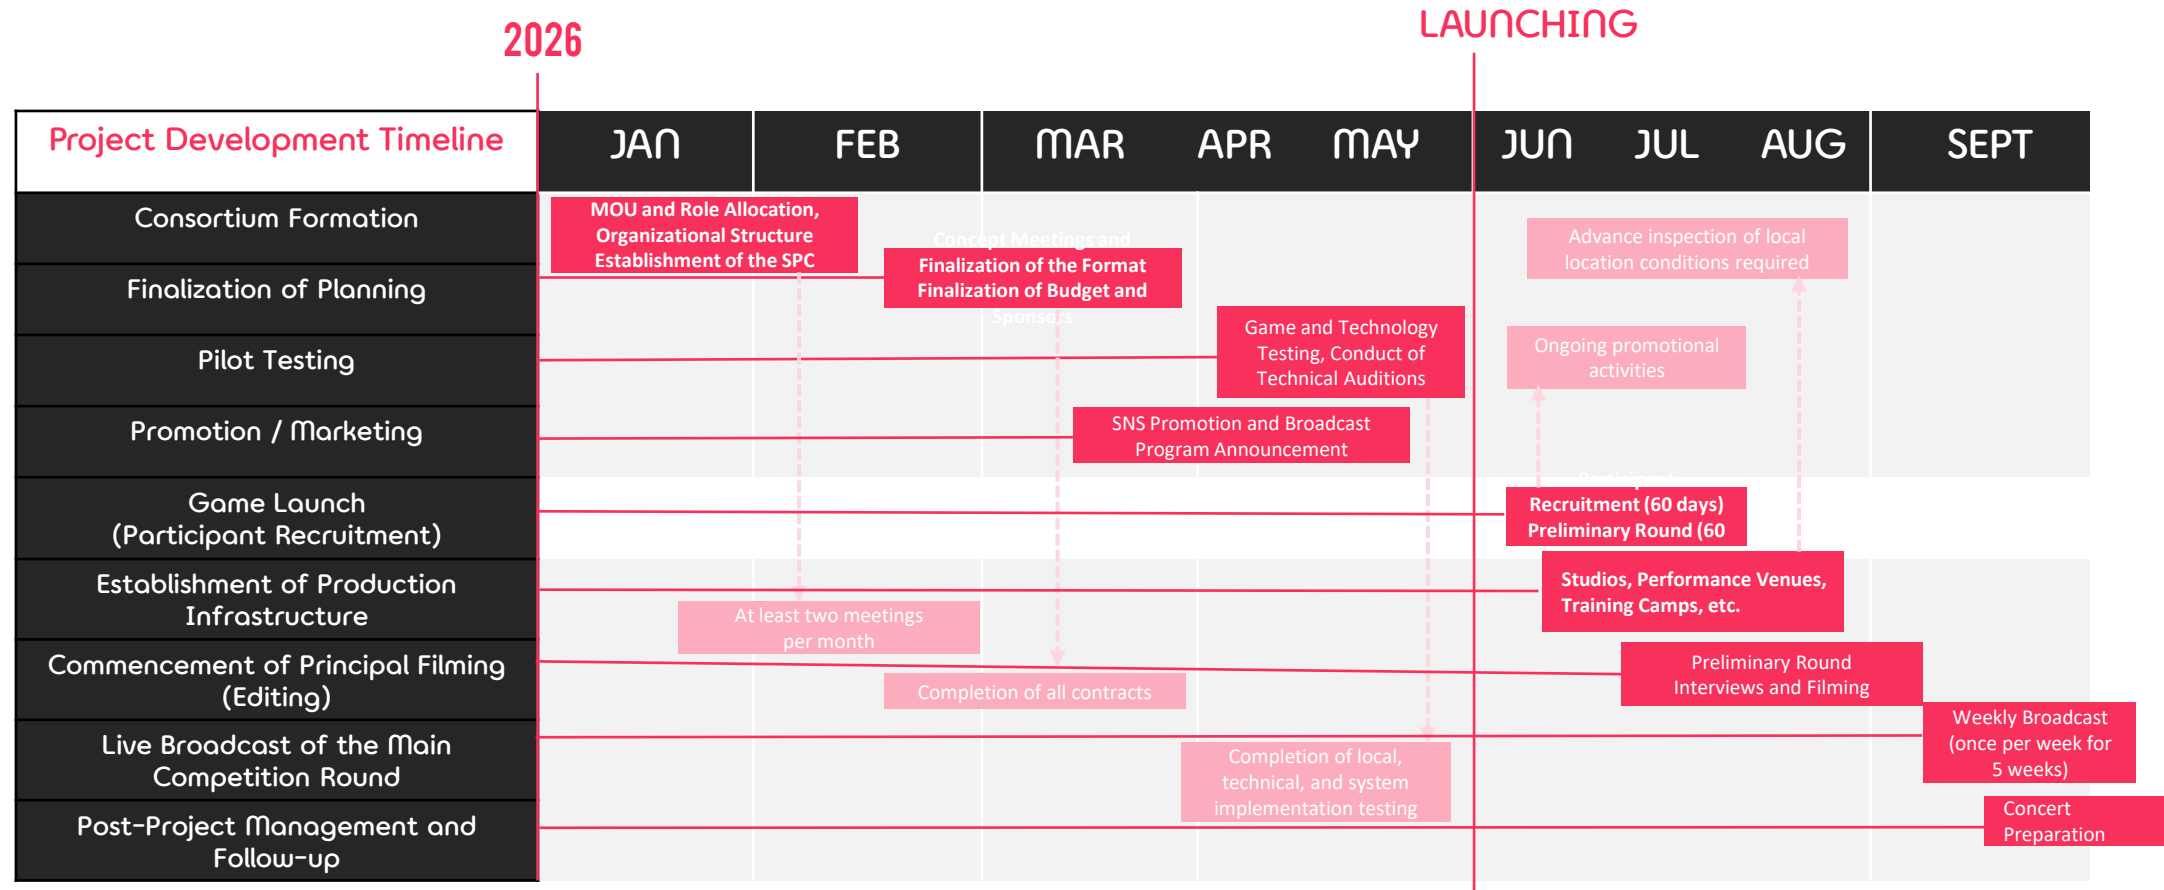 2026
LAUNCHING
Project Development Timeline
JAN
FEB
MAR
APR
MAY
JUN
JUL
AUG
SEPT
Consortium Formation
MOU and Role Allocation,
Organizational Structure
Establishment of the SPC
Advance inspection of local
location conditions required
Finalization of Planning
Concept Meetings and
Finalization of the Format
Finalization of Budget and
Sponsors
Pilot Testing
Game and Technology
Testing, Conduct of
Technical Auditions
Ongoing promotional
activities
Promotion / Marketing
SNS Promotion and Broadcast
Program Announcement
Game Launch
(Participant Recruitment)
Recruitment (60 days)
Preliminary Round (60
Establishment of Production
Infrastructure
Studios, Performance Venues,
Training Camps, etc.
At least two meetings
per month
Commencement of Principal Filming
(Editing)
Preliminary Round
Interviews and Filming
Completion of all contracts
Live Broadcast of the Main
Competition Round
Weekly Broadcast
(once per week for
5 weeks)
Completion of local,
technical, and system
implementation testing
Post-Project Management and
Follow-up
Concert
Preparation